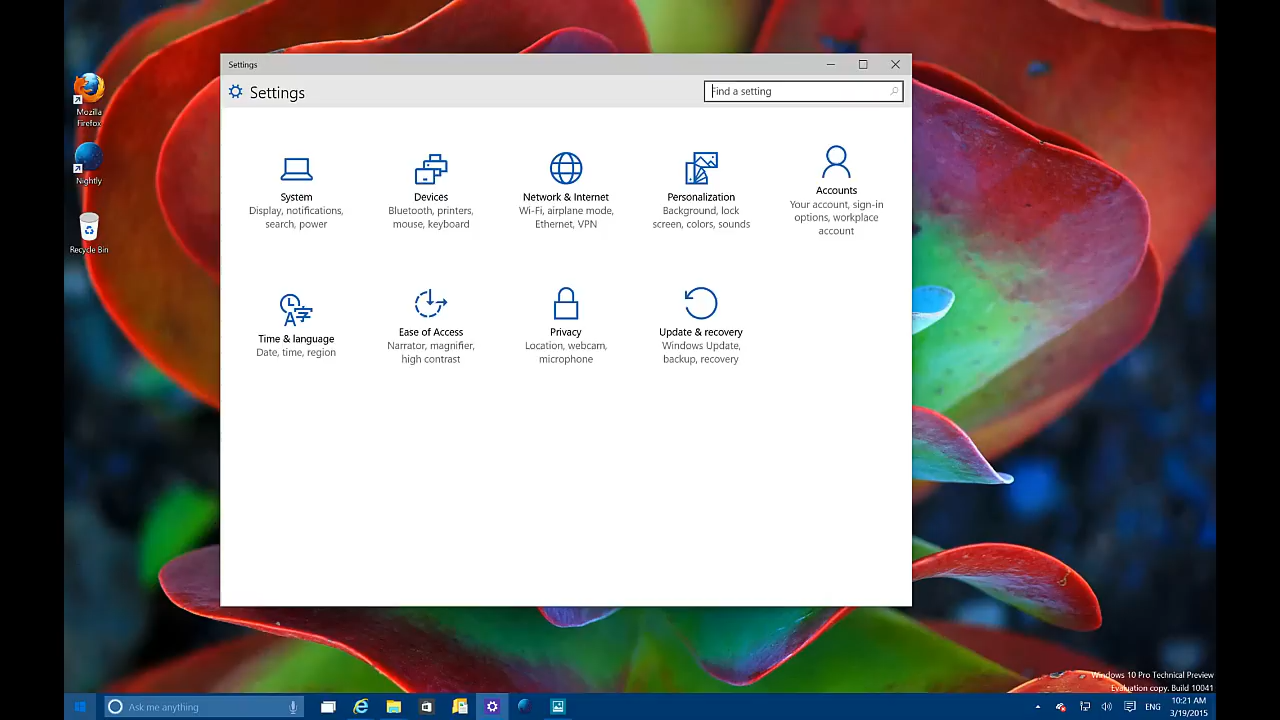 Settings
Settings
Find a setting
Mozilla
Firefox
Nightly
Recycle Bin
System
Display, notifications,
search, power
Devices
Bluetooth, printers,
mouse, keyboard
Network & Internet
Wi-Fi, airplane mode,
Ethernet, VPN
Personalization
Background, lock
screen, colors, sounds
Accounts
Your account, sign-in
options, workplace
account
Time & language
Date, time, region
Ease of Access
Narrator, magnifier,
high contrast
Privacy
Location, webcam,
microphone
Update & recovery
Windows Update,
backup, recovery
Windows 10 Pro Technical Preview
Evaluation copy. Build 10041
Ask me anything
ENG
10:21 AM
3/19/2015